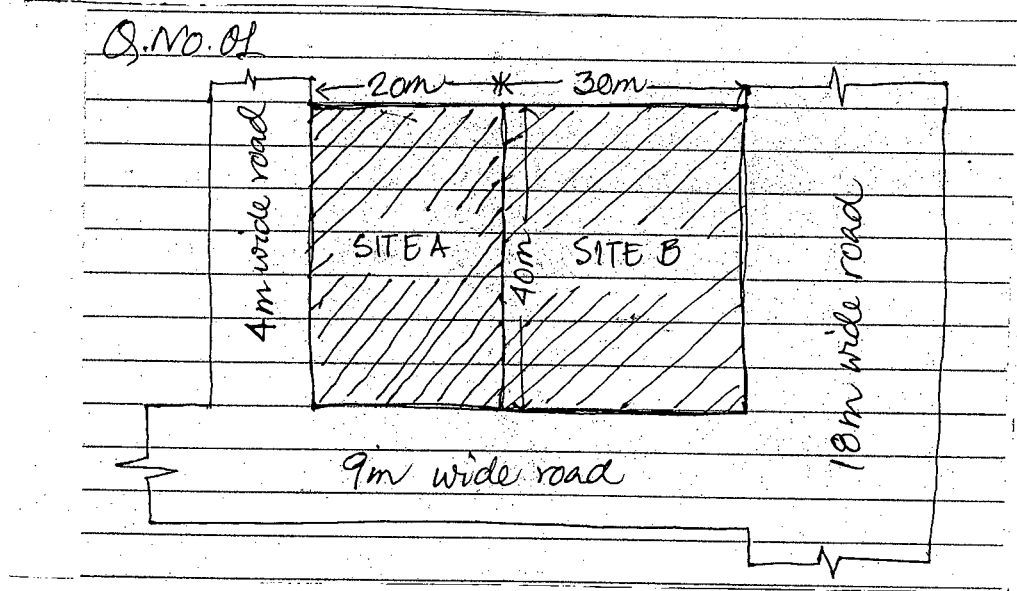 Q.NO.01
20m 30m
4m wide road
SITE A
40m
SITE B
18m wide road
9m wide road